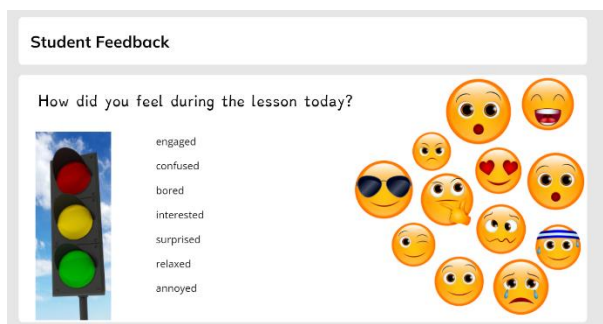 Student Feedback
How did you feel during the lesson today?
engaged
confused
bored
interested
surprised
relaxed
annoyed